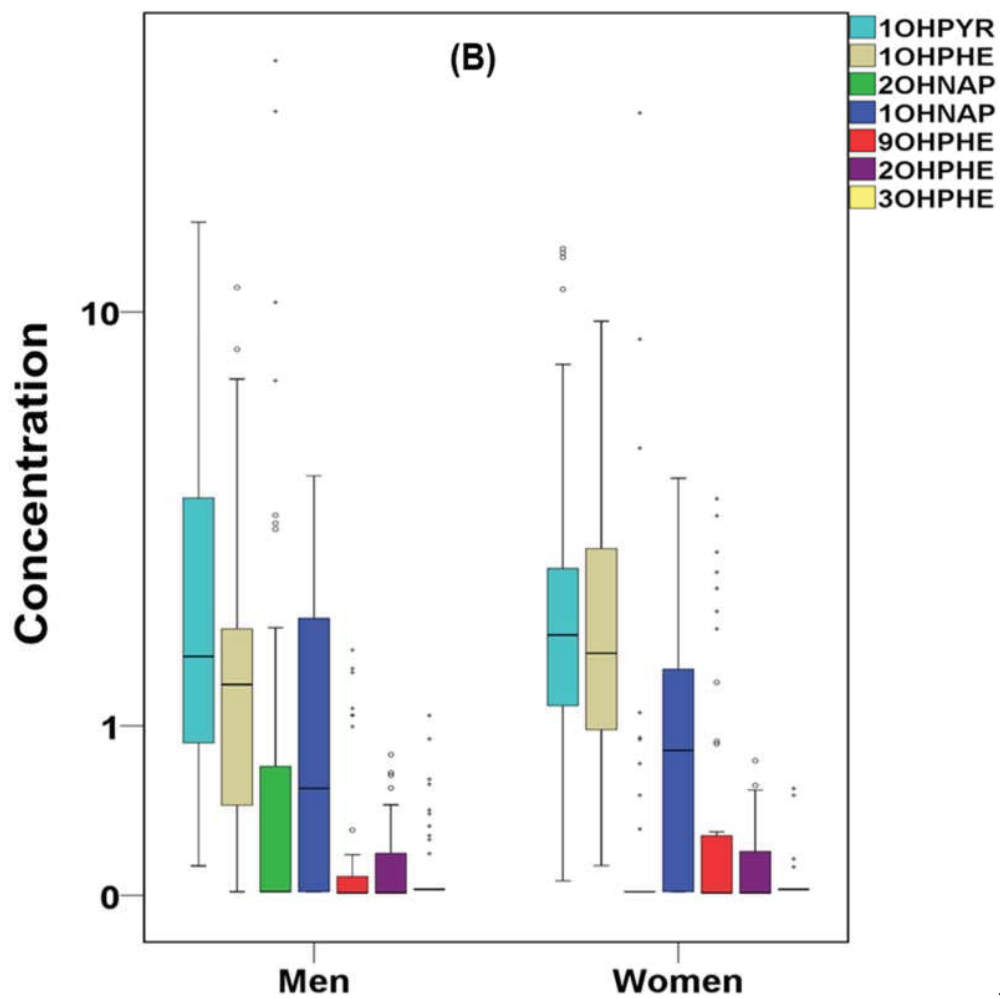 (B)
1OHPYR
1OHPHE
2OHNAP
1OHNAP
9OHPHE
2OHPHE
3OHPHE
Concentration
10
1
0
Men
Women